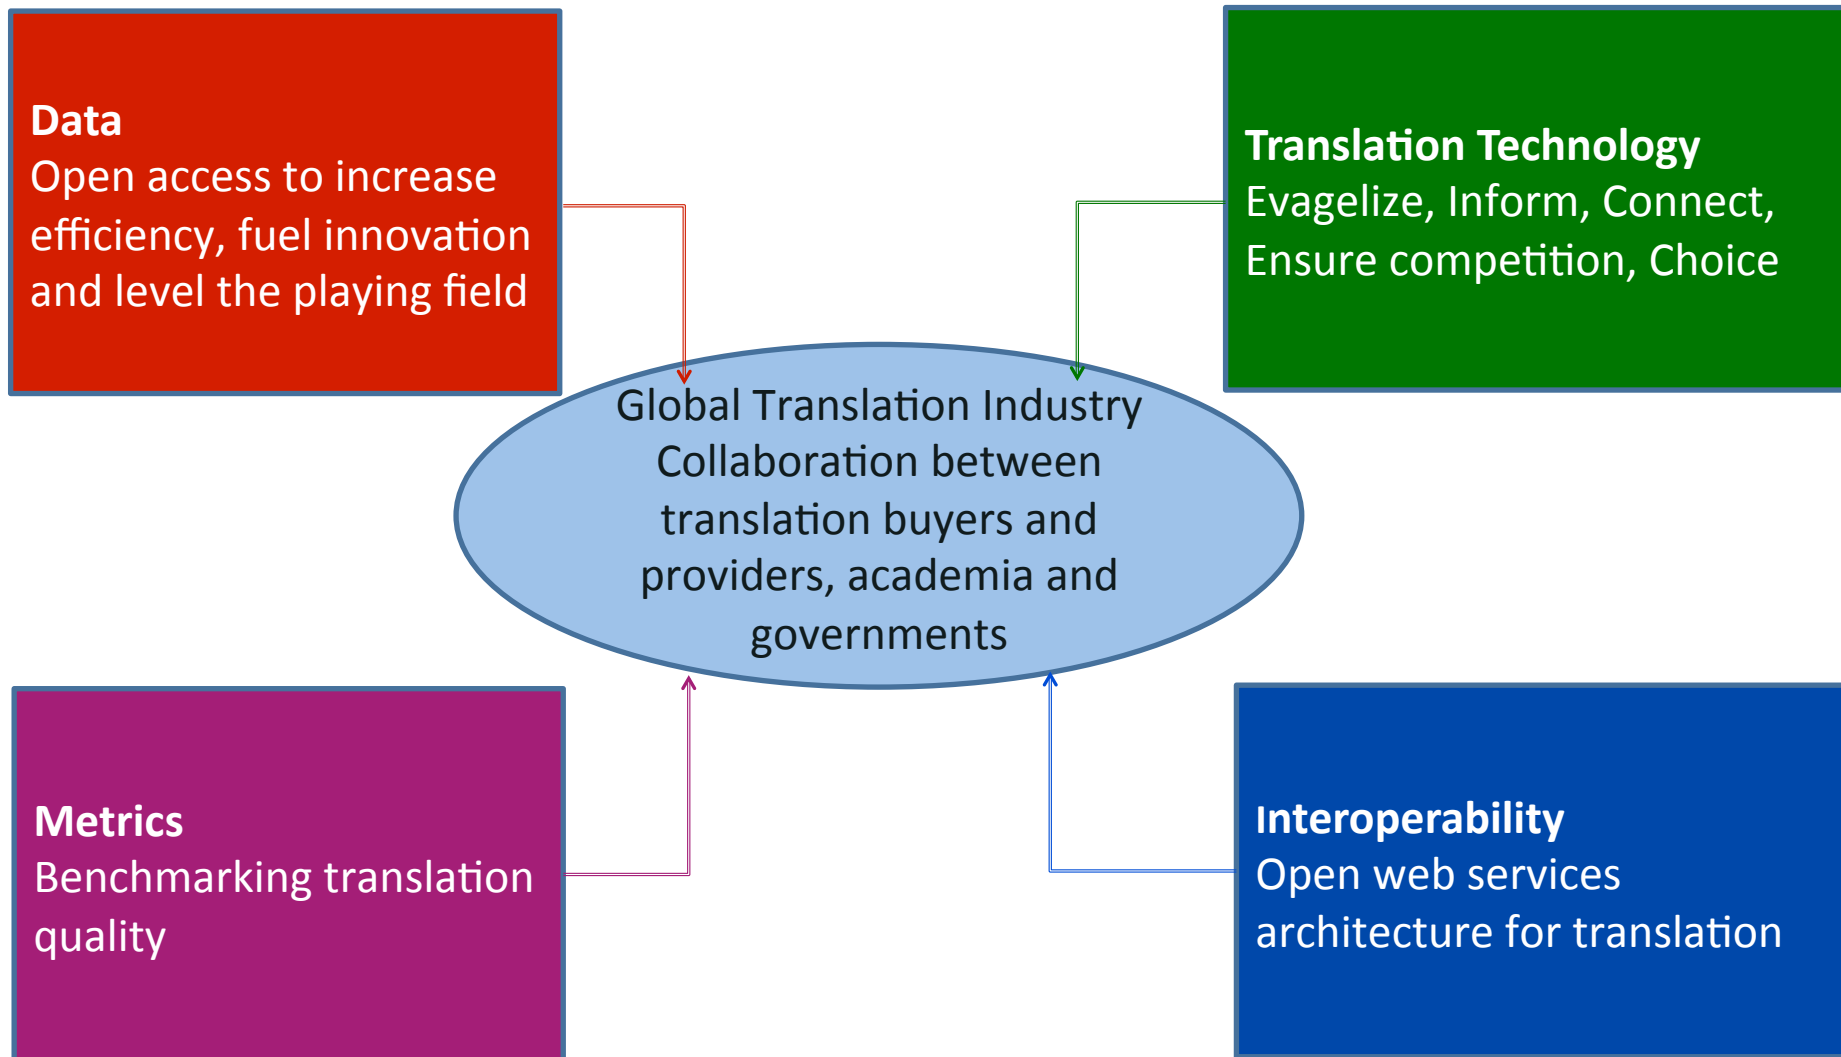 Data
Open access to increase
efficiency, fuel innovation
and level the playing field
Translation Technology
Evagelize, Inform, Connect,
Ensure competition, Choice
Global Translation Industry
Collaboration between
translation buyers and
providers, academia and
governments
Metrics
Benchmarking translation
quality
Interoperability
Open web services
architecture for translation